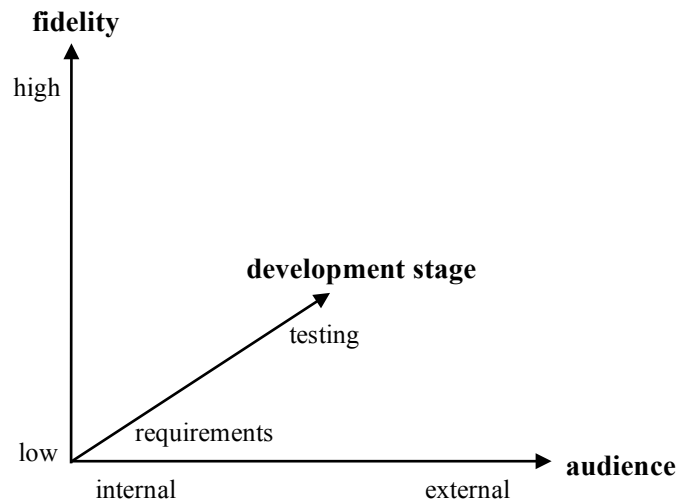 fidelity
high
development stage
testing
requirements
low
audience
internal
external